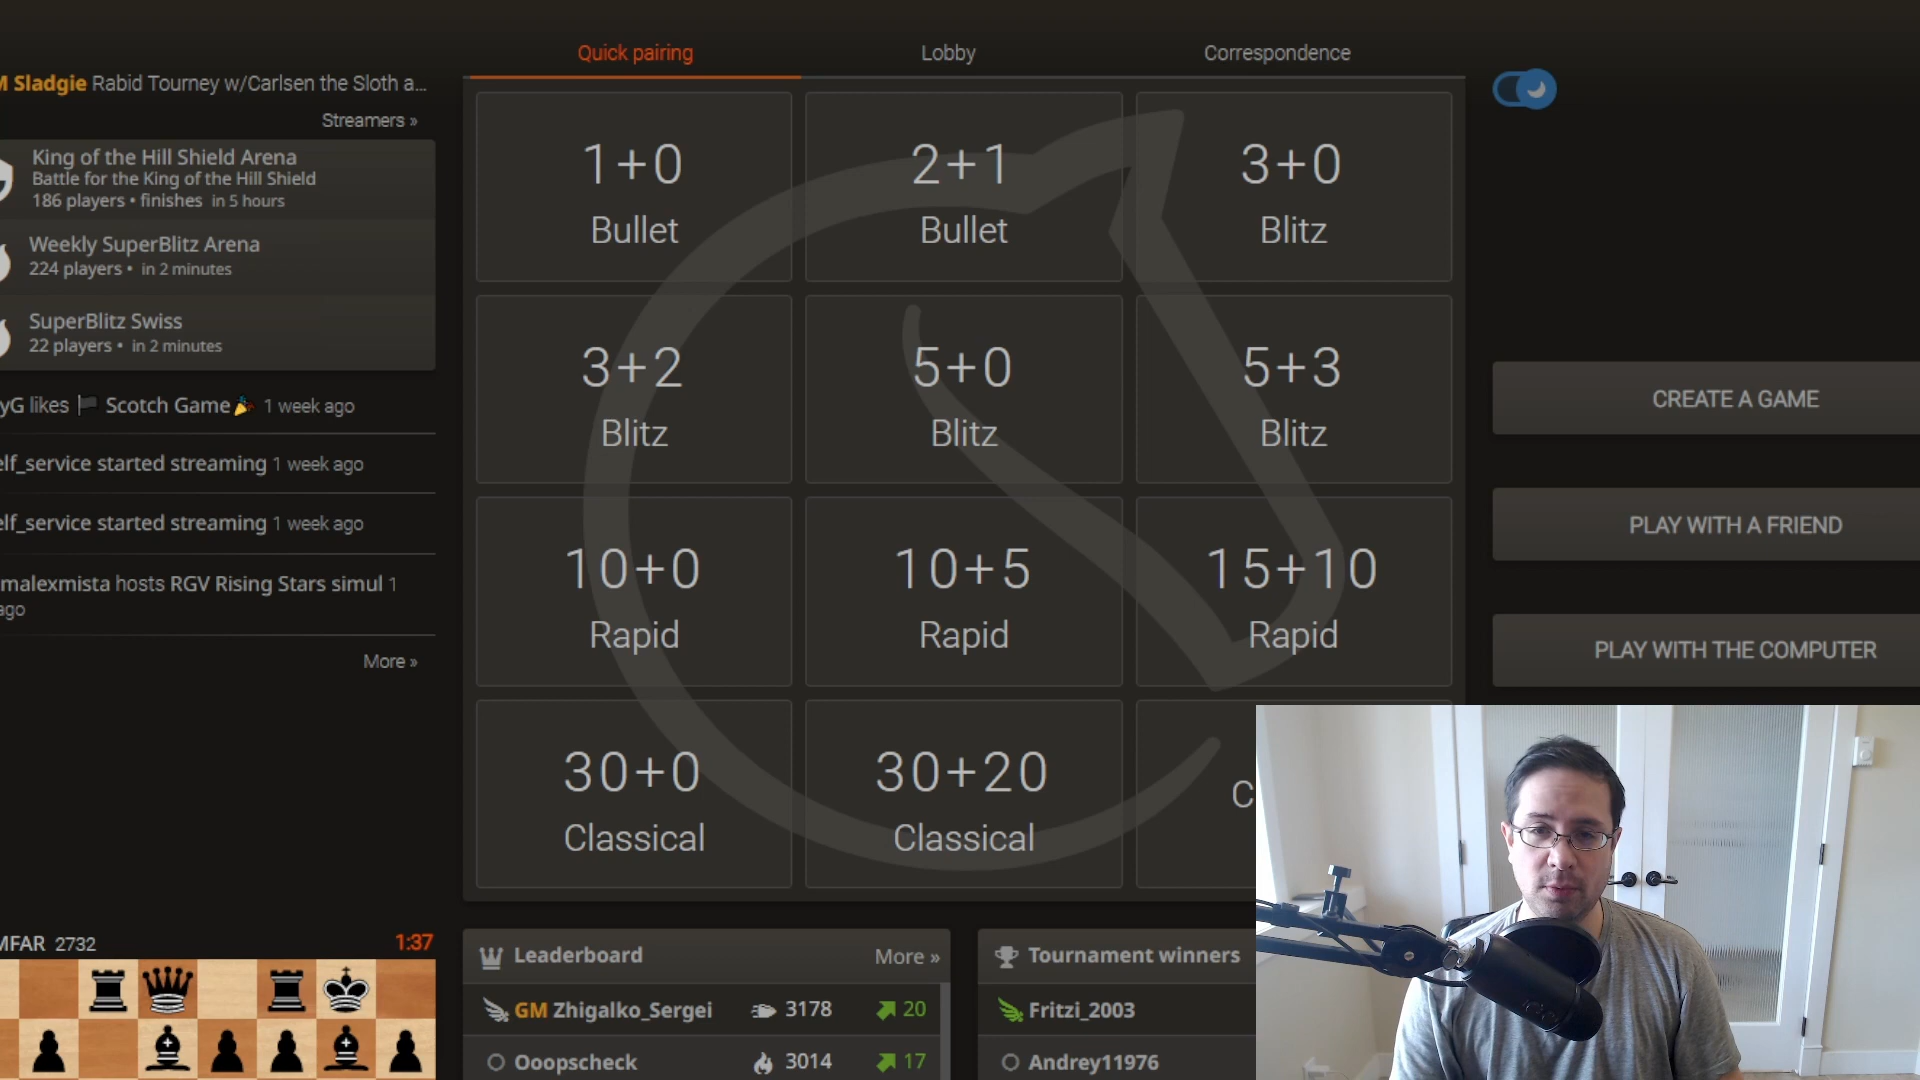 Quick pairing
Lobby
Correspondence
M Sladgie Rabid Tourney w/Carlsen the Sloth a...
Streamers »
King of the Hill Shield Arena
Battle for the King of the Hill Shield
186 players • finishes in 5 hours
Weekly SuperBlitz Arena
224 players • in 2 minutes
SuperBlitz Swiss
22 players • in 2 minutes
yG likes Scotch Game 1 week ago
elf_service started streaming 1 week ago
elf_service started streaming 1 week ago
malexmista hosts RGV Rising Stars simul 1
ago
More »
1+0
Bullet
2+1
Bullet
3+0
Blitz
3+2
Blitz
5+0
Blitz
5+3
Blitz
10+0
Rapid
10+5
Rapid
15+10
Rapid
30+0
Classical
30+20
Classical
C
CREATE A GAME
PLAY WITH A FRIEND
PLAY WITH THE COMPUTER
MFAR 2732
1:37
Leaderboard
More »
GM Zhigalko_Sergei 3178 20
Ooopscheck 3014 17
Tournament winners
Fritzi_2003
Andrey11976